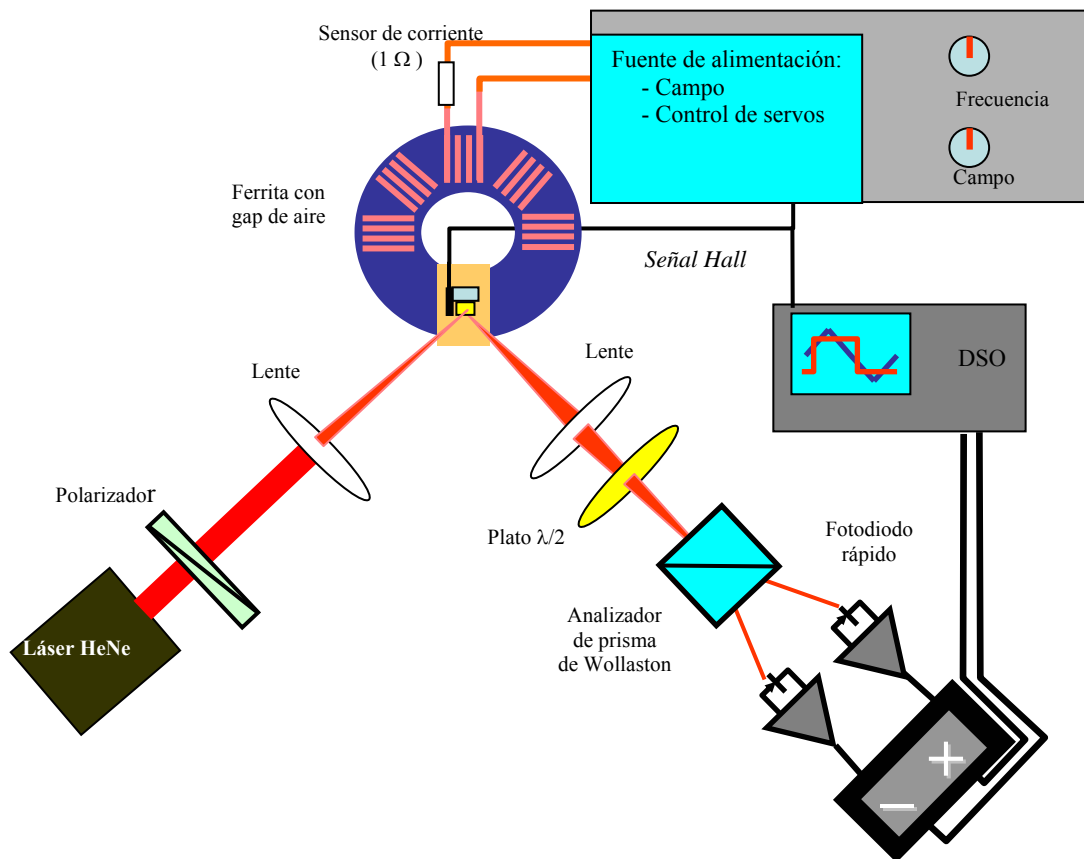 Sensor de corriente
(1 Ω )
Fuente de alimentación:
- Campo
- Control de servos
Frecuencia
Campo
Ferrita con
gap de aire
Señal Hall
DSO
Lente
Lente
Polarizador
Plato λ/2
Fotodiodo
rápido
Láser HeNe
Analizador
de prisma
de Wollaston
+
−